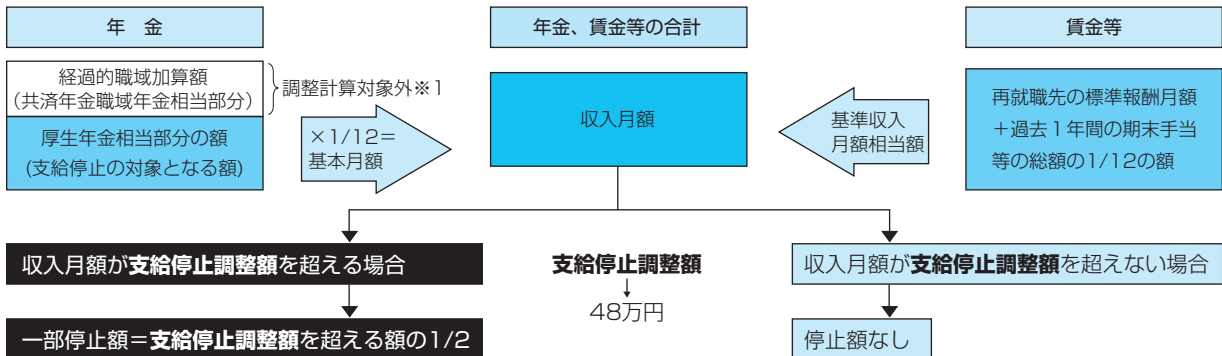 年　金
年金、賃金等の合計
賃金等
経過的職域加算額
（共済年金職域年金相当部分）
調整計算対象外※1
厚生年金相当部分の額
(支給停止の対象となる額)
×1/12＝
基本月額
収入月額
基準収入
月額相当額
再就職先の標準報酬月額
＋過去１年間の期末手当
等の総額の1/12の額
収入月額が支給停止調整額を超える場合
支給停止調整額
48万円
収入月額が支給停止調整額を超えない場合
一部停止額＝支給停止調整額を超える額の1/2
停止額なし